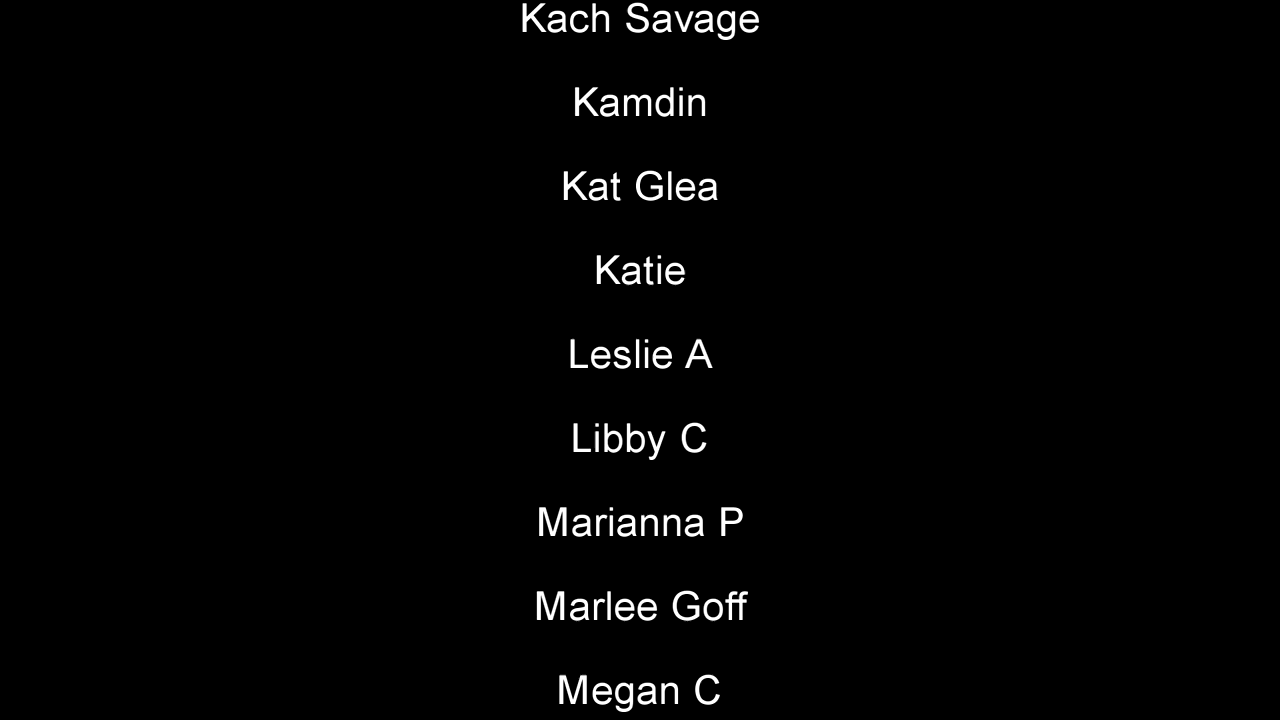 Kach Savage
Kamdin
Kat Glea
Katie
Leslie A
Libby C
Marianna P
Marlee Goff
Megan C